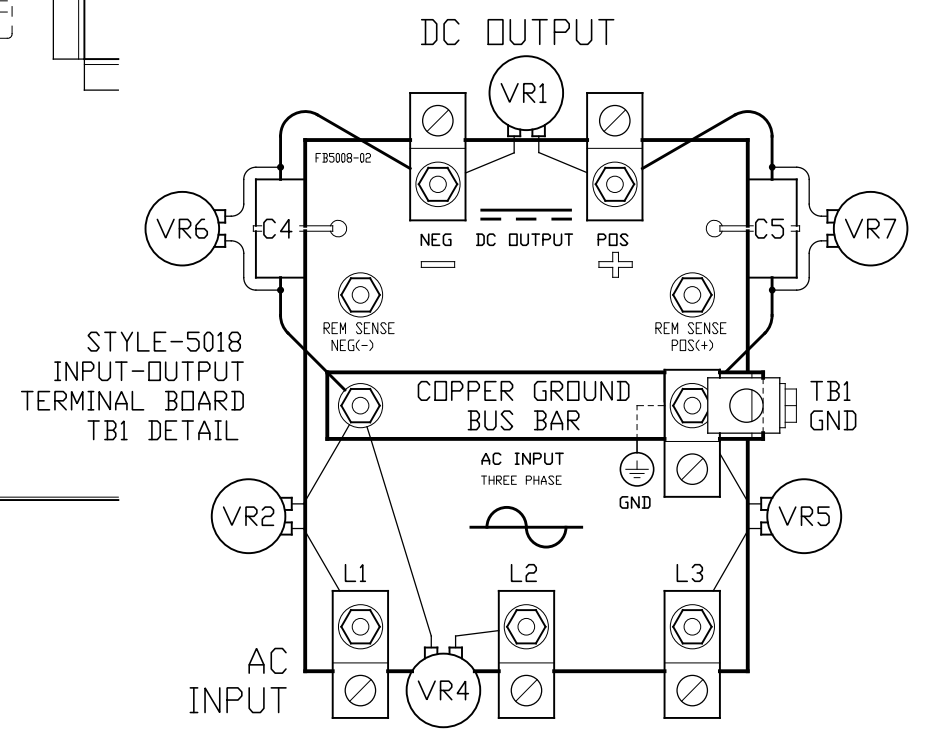 DC OUTPUT
VR1
FB5008-02
VR6
C4
C5
VR7
NEG
DC OUTPUT
POS
REM SENSE
NEG(-)
REM SENSE
POS(+)
STYLE-5018
INPUT-OUTPUT
TERMINAL BOARD
TB1 DETAIL
COPPER GROUND
BUS BAR
TB1
GND
AC INPUT
THREE PHASE
GND
VR2
VR5
L1
L2
L3
AC
INPUT
VR4